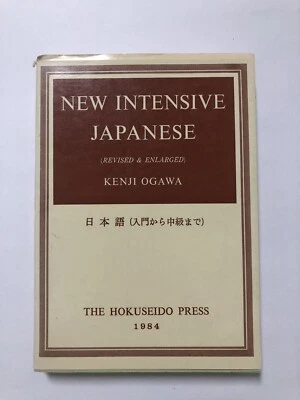 NEW INTENSIVE
JAPANESE
(REVISED & ENLARGED)
KENJI OGAWA
日本語(入門から中級まで)
THE HOKUSEIDO PRESS
1984